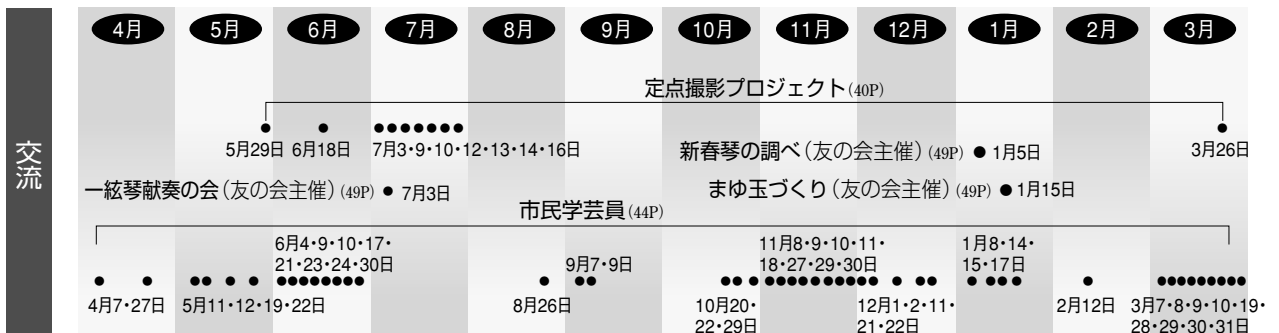 4月 5月 6月 7月 8月 9月 10月 11月 12月 1月 2月 3月
交流
定点撮影プロジェクト(40P)
5月29日 6月18日 7月3・9・10・12・13・14・16日
3月26日
新春琴の調べ(友の会主催)(49P) ● 1月5日
一絃琴献奏の会(友の会主催)(49P) ● 7月3日
まゆ玉づくり(友の会主催)(49P) ● 1月15日
市民学芸員(44P)
4月7・27日
5月11・12・19・22日
6月4・9・10・17・
21・23・24・30日
8月26日
9月7・9日
10月20・
22・29日
11月8・9・10・11・
18・27・29・30日
12月1・2・11・
21・22日
1月8・14・
15・17日
2月12日
3月7・8・9・10・19・
28・29・30・31日